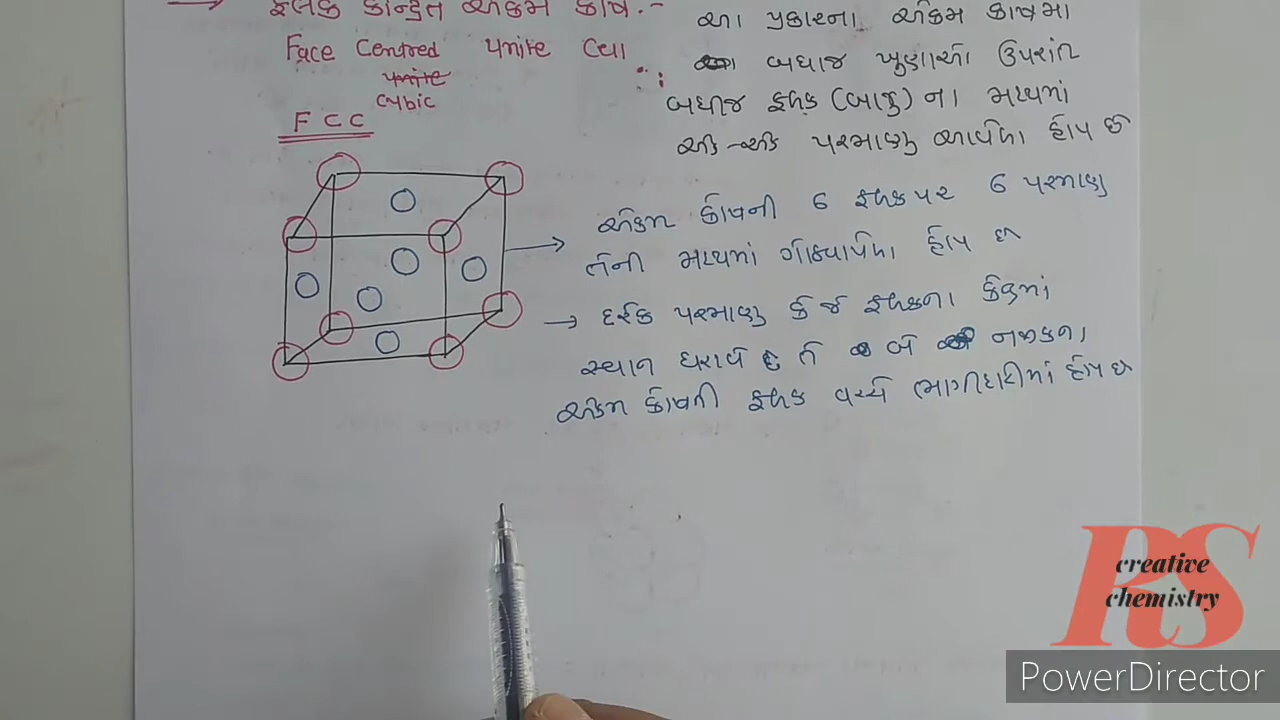 → ફલક કેન્દ્રિત એકમ કોષ :-
Face Centred unite Cell
unite
cubic
FCC
આ પ્રકારના એકમ કોષમાં
બધાજ ખુણાઓ ઉપરાંત
બધાજ ફલક (બાજુ) ના મધ્યમાં
એક-એક પરમાણુ આવેલા હોય છે
→ એકમ કોષની 6 ફલક પર 6 પરમાણુ
તેની મધ્યમાં ગોઠવાયેલા હોય છે
→ દરેક પરમાણુ કે જે ફલકના કેન્દ્રમાં
સ્થાન ધરાવે છે તે બે નજીકના
એકમ કોષની ફલક વચ્ચે ભાગીદારીમાં હોય છે
RS
creative
chemistry
PowerDirector